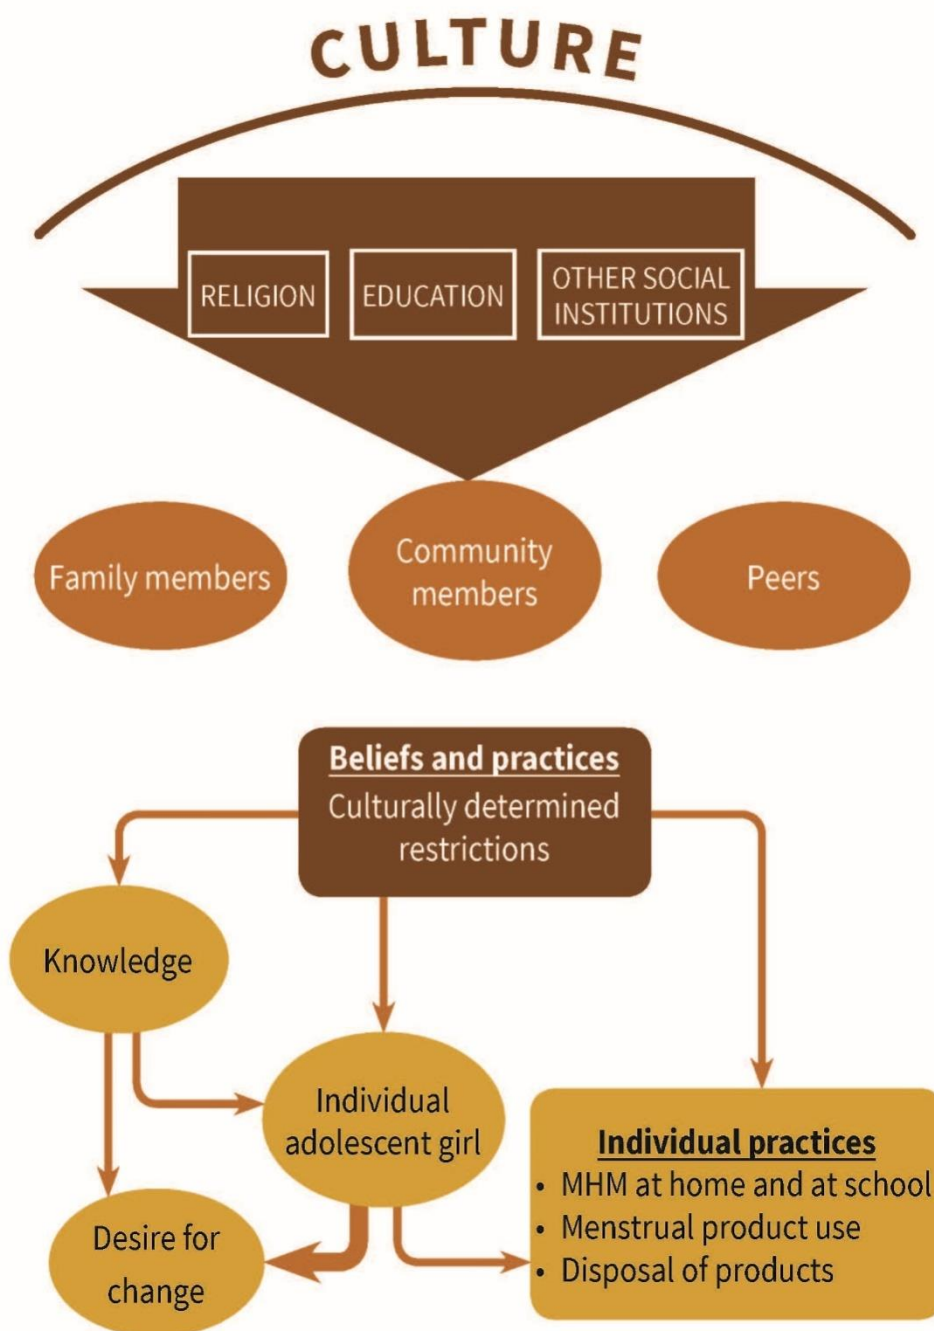 CULTURE
RELIGION
EDUCATION
OTHER SOCIAL
INSTITUTIONS
Family members
Community
members
Peers
Beliefs and practices
Culturally determined
restrictions
Knowledge
Individual
adolescent girl
Individual practices
• MHM at home and at school
• Menstrual product use
• Disposal of products
Desire for
change